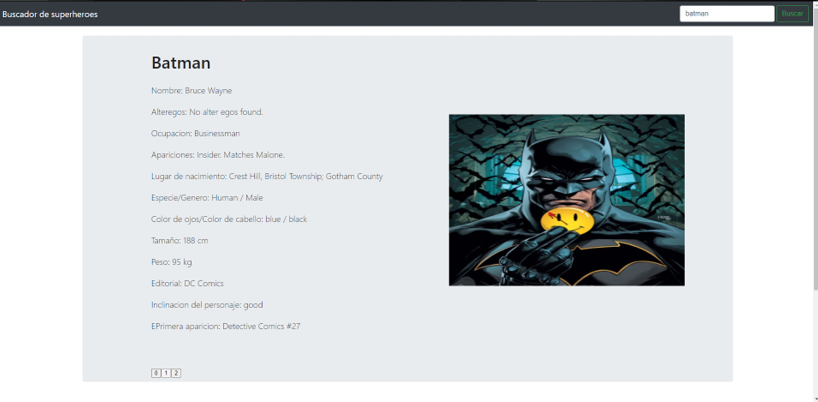 Buscador de superheroes
batman
Buscar
Batman
Nombre: Bruce Wayne
Alteregos: No alter egos found.
Ocupacion: Businessman
Apariciones: Insider. Matches Malone.
Lugar de nacimiento: Crest Hill, Bristol Township; Gotham County
Especie/Genero: Human / Male
Color de ojos/Color de cabello: blue / black
Tamaño: 188 cm
Peso: 95 kg
Editorial: DC Comics
Inclinacion del personaje: good
EPrimera aparicion: Detective Comics #27
0 1 2